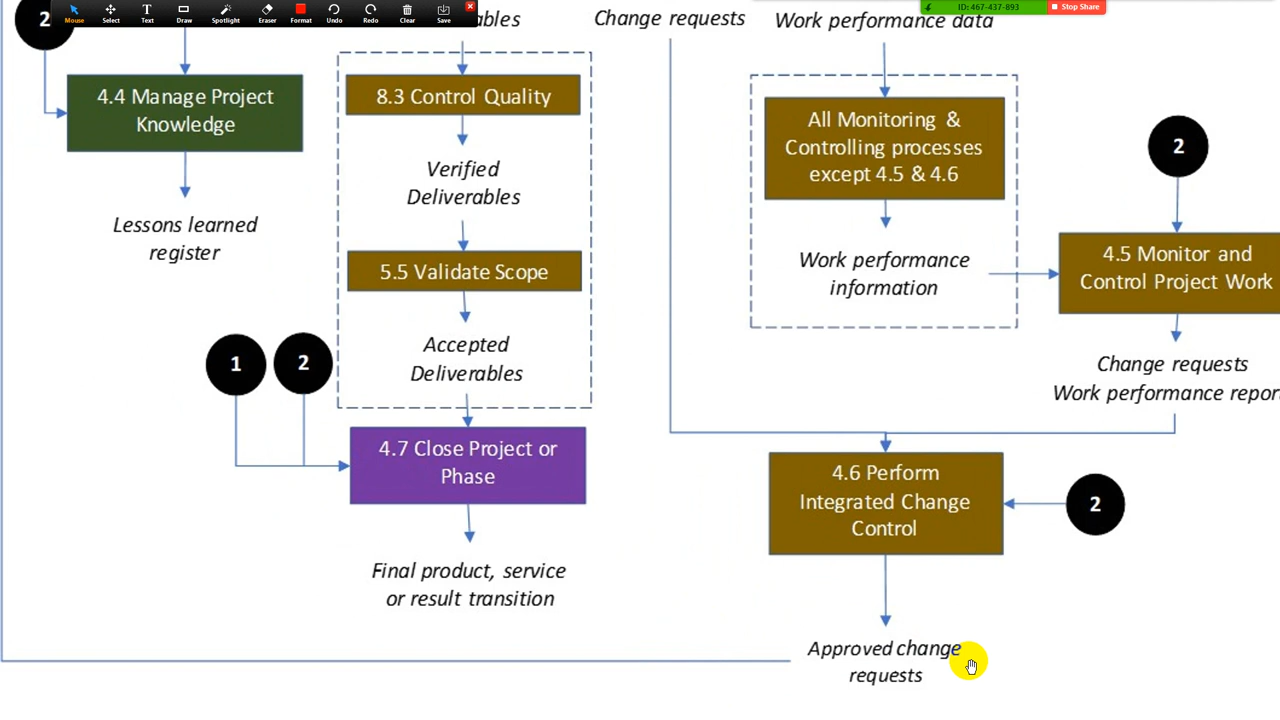 Mouse
Select
Text
Draw
Spotlight
Eraser
Format
Undo
Redo
Clear
Save
ID: 467-437-893
Stop Share
2
Change requests
Work performance data
4.4 Manage Project
Knowledge
Lessons learned
register
8.3 Control Quality
Verified
Deliverables
5.5 Validate Scope
Accepted
Deliverables
1
2
4.7 Close Project or
Phase
Final product, service
or result transition
All Monitoring &
Controlling processes
except 4.5 & 4.6
Work performance
information
2
4.5 Monitor and
Control Project Work
Change requests
Work performance
4.6 Perform
Integrated Change
Control
2
Approved change
requests